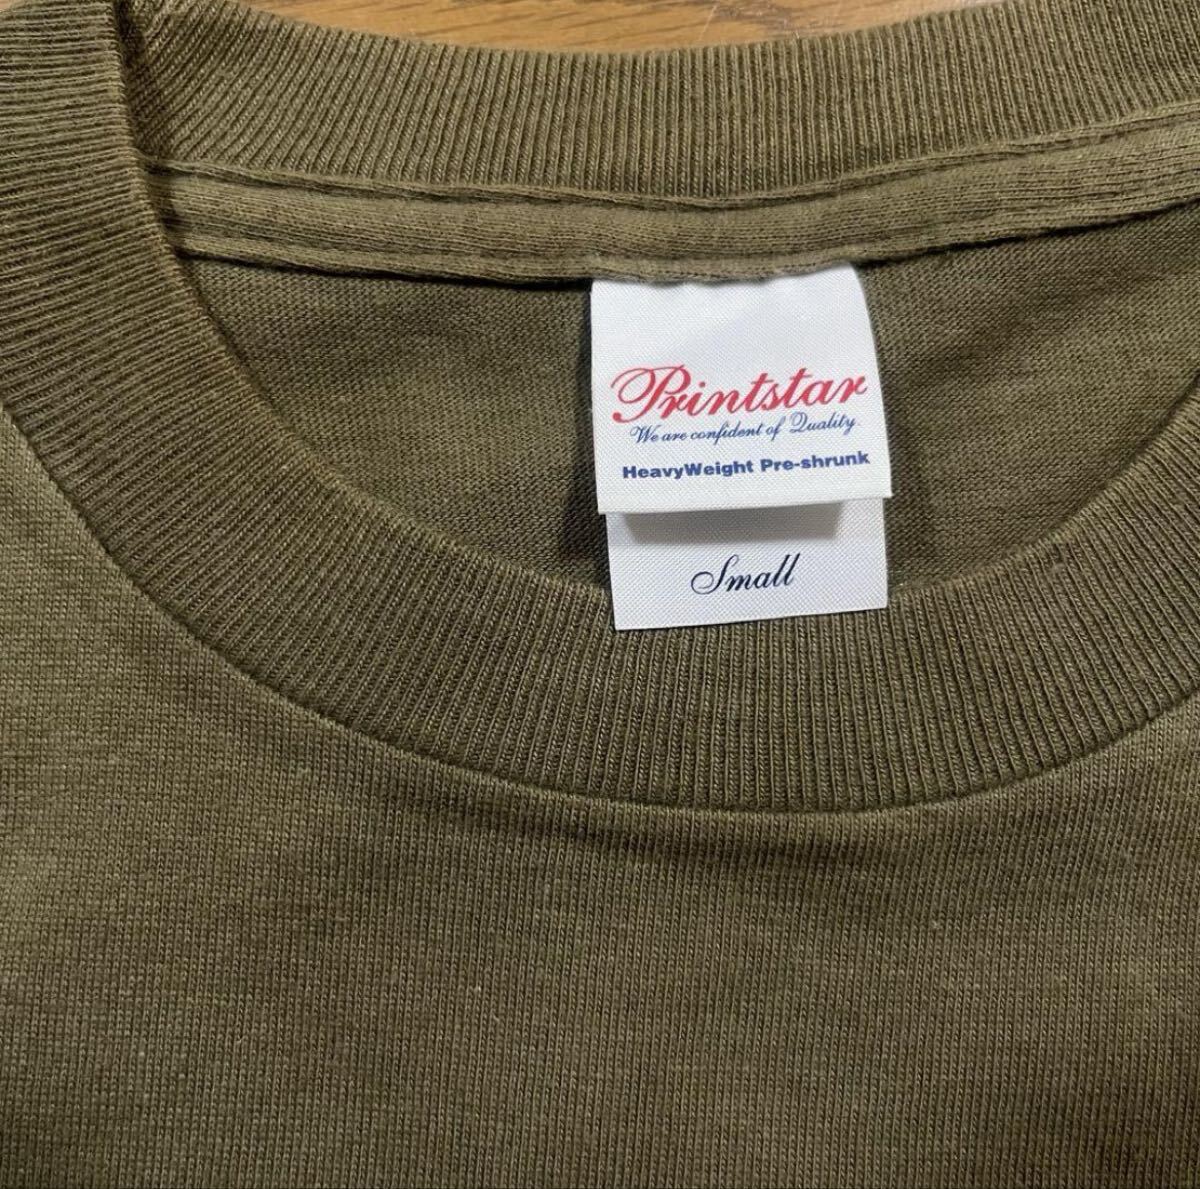 Printstar
We are confident of Quality
HeavyWeight Pre-shrunk
Small